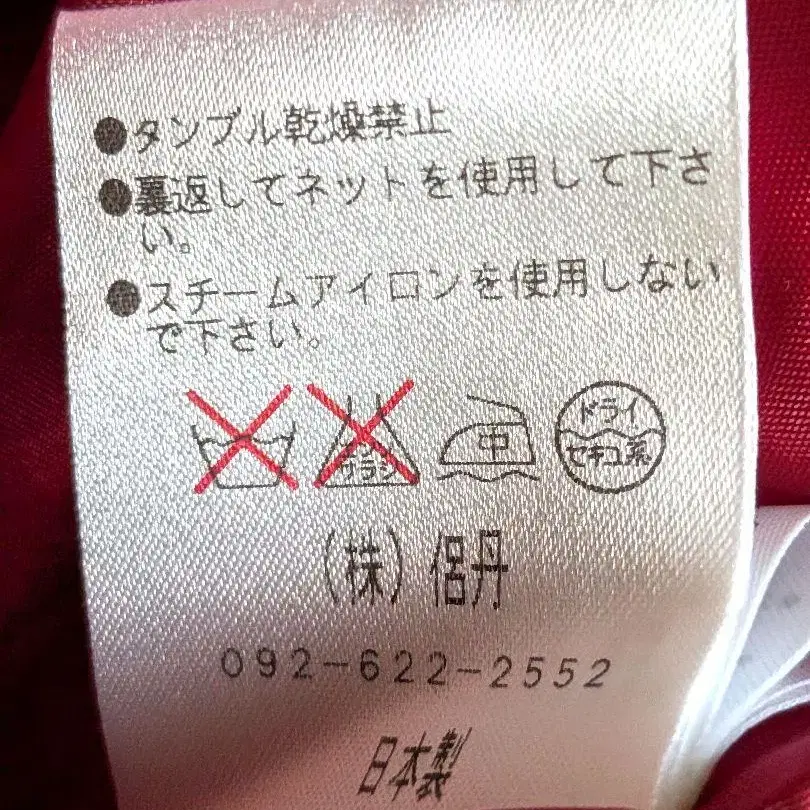 ●タンブル乾燥禁止
●裏返してネットを使用して下さ
い。
●スチームアイロンを使用しない
で下さい。
サラシ
中
ドライ
セキユ系
(株)侶丹
092-622-2552
日本製